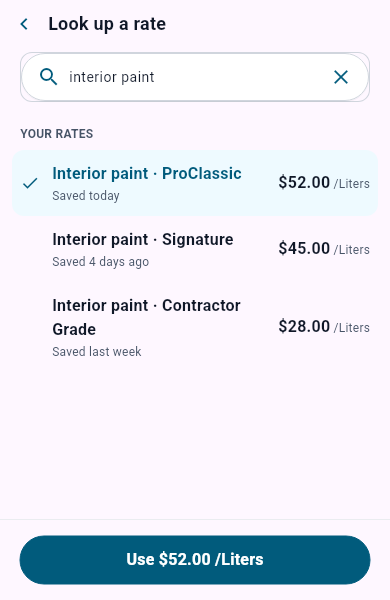 Look up a rate
interior paint
YOUR RATES
Interior paint · ProClassic
Saved today
$52.00 /Liters
Interior paint · Signature
Saved 4 days ago
$45.00 /Liters
Interior paint · Contractor
Grade
Saved last week
$28.00 /Liters
Use $52.00 /Liters